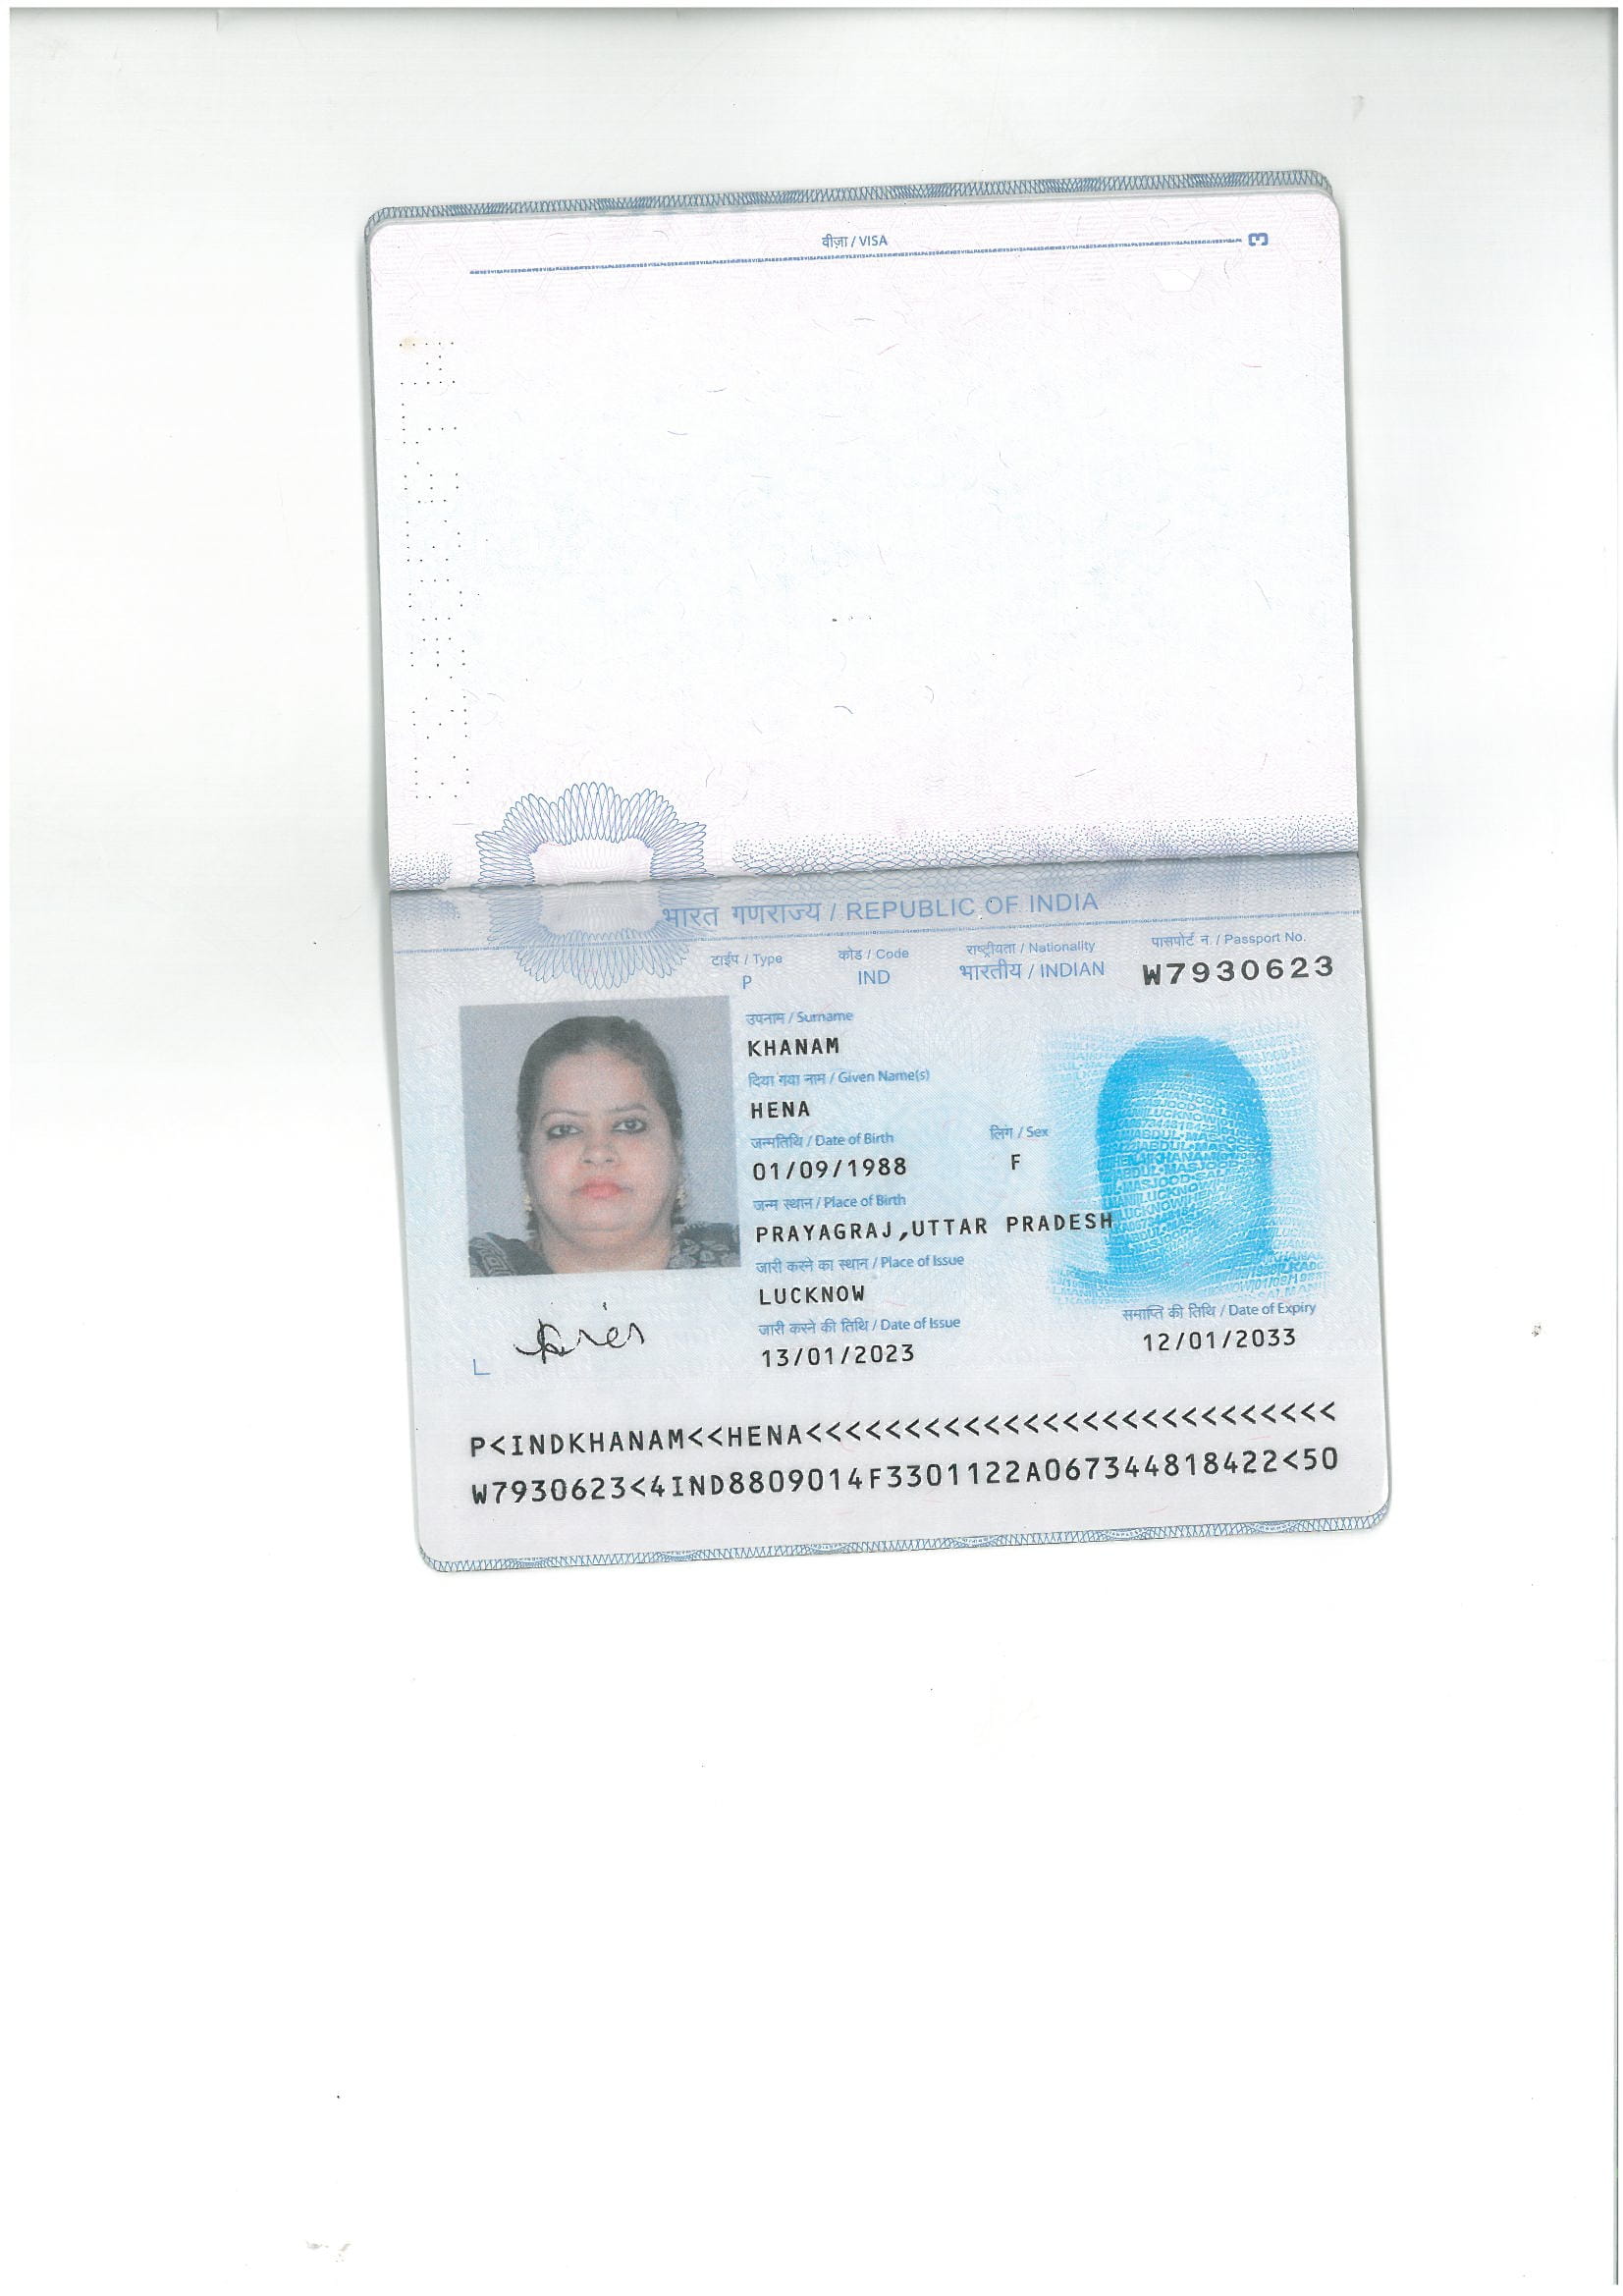 वीज़ा / VISA
3
भारत गणराज्य / REPUBLIC OF INDIA
टाईप / Type
कोड / Code
राष्ट्रीयता / Nationality
पासपोर्ट न. / Passport No.
P
IND
भारतीय / INDIAN
W7930623
उपनाम / Surname
KHANAM
दिया गया नाम / Given Name(s)
HENA
जन्मतिथि / Date of Birth
लिंग / Sex
01/09/1988
F
जन्म स्थान / Place of Birth
PRAYAGRAJ,UTTAR PRADESH
जारी करने का स्थान / Place of Issue
LUCKNOW
जारी करने की तिथि / Date of Issue
समाप्ति की तिथि / Date of Expiry
13/01/2023
12/01/2033
P<INDKHANAM<<HENA<<<<<<<<<<<<<<<<<<<<<<<<<<<
W7930623<4IND8809014F3301122A067344818422<50